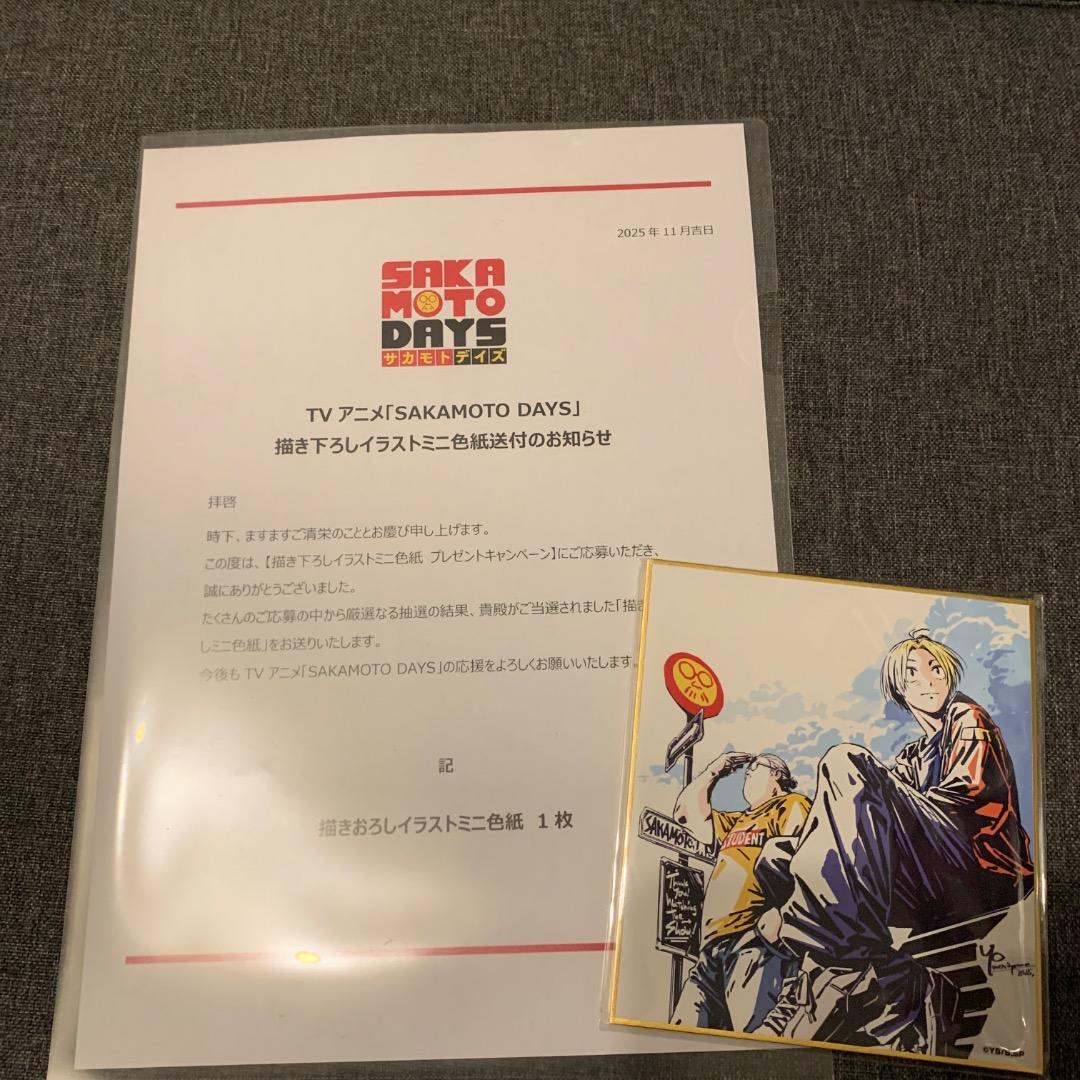 2025年11月吉日
SAKA
MOTO
DAYS
サカモトデイズ
TVアニメ「SAKAMOTO DAYS」
描き下ろしイラストミニ色紙送付のお知らせ
拝啓
時下、ますますご清栄のこととお慶び申し上げます。
この度は、【描き下ろしイラストミニ色紙 プレゼントキャンペーン】にご応募いただき、
誠にありがとうございました。
たくさんのご応募の中から厳選なる抽選の結果、貴殿がご当選されました「描き
しミニ色紙」をお送りいたします。
今後もTVアニメ「SAKAMOTO DAYS」の応援をよろしくお願いいたします。
記
描きおろしイラストミニ色紙 1枚
SAKAMOTO
STUDENT
Thank
You!
Watching
The
Show!
©YS/S,SP